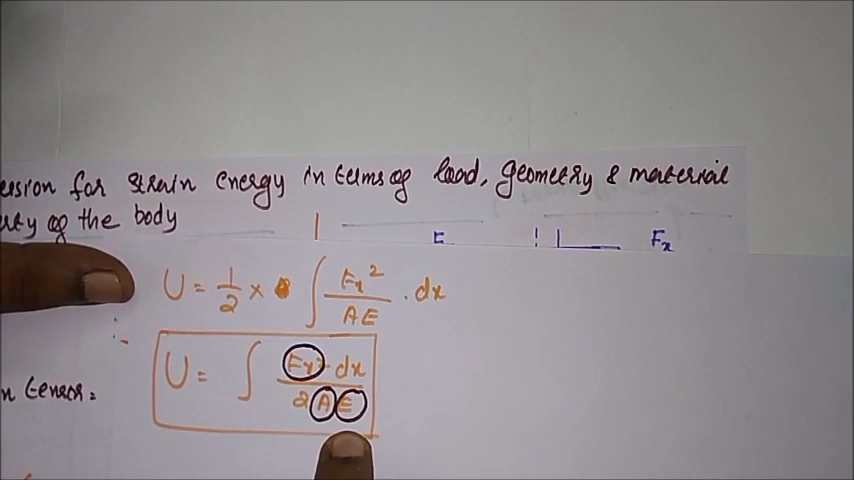 ession for strain energy in terms of load, geometry & material
erty of the body
E Fx
U = 1/2 × ∫ Fx²/AE . dx
∴
U = ∫ Fx² dx / 2AE
n tensor: